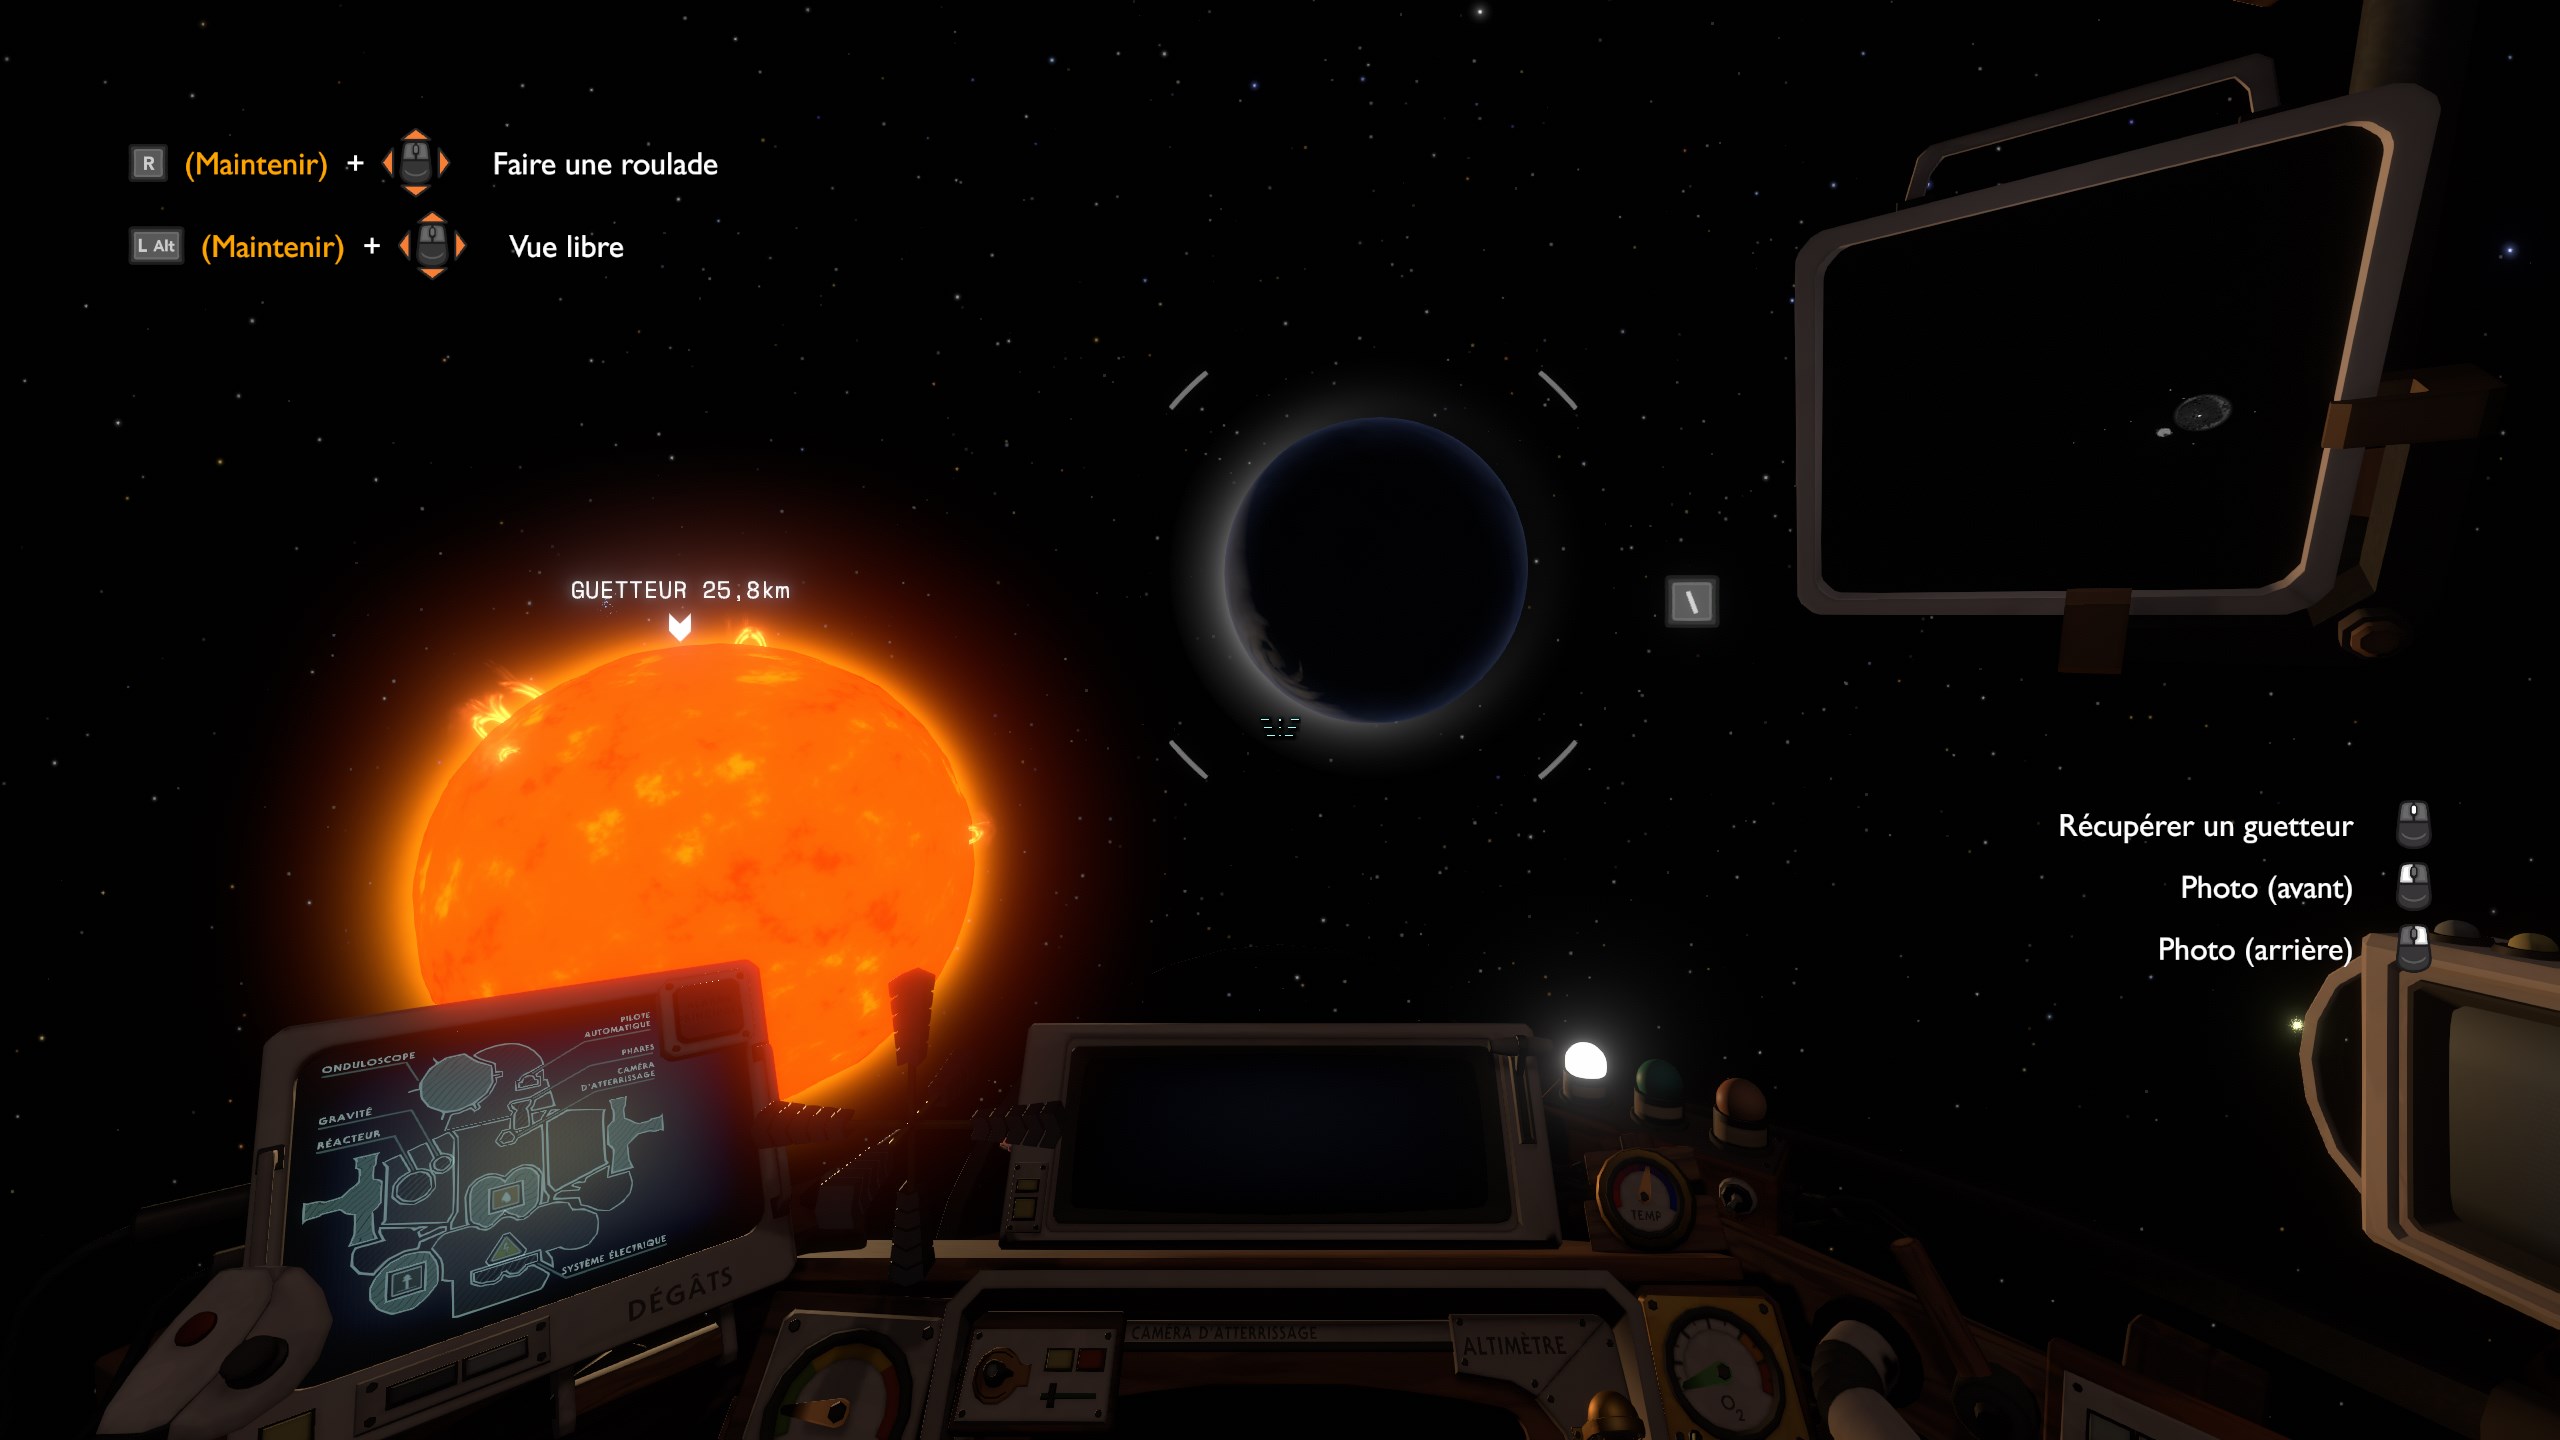 R (Maintenir) + Faire une roulade
L Alt (Maintenir) + Vue libre
GUETTEUR 25,8km
\
Récupérer un guetteur
Photo (avant)
Photo (arrière)
PILOTE
AUTOMATIQUE
ONDULOSCOPE
PHARES
CAMÉRA
D'ATTERRISSAGE
GRAVITÉ
RÉACTEUR
SYSTÈME ÉLECTRIQUE
DÉGÂTS
TEMP
CAMÉRA D'ATTERRISSAGE
ALTIMÈTRE
O2